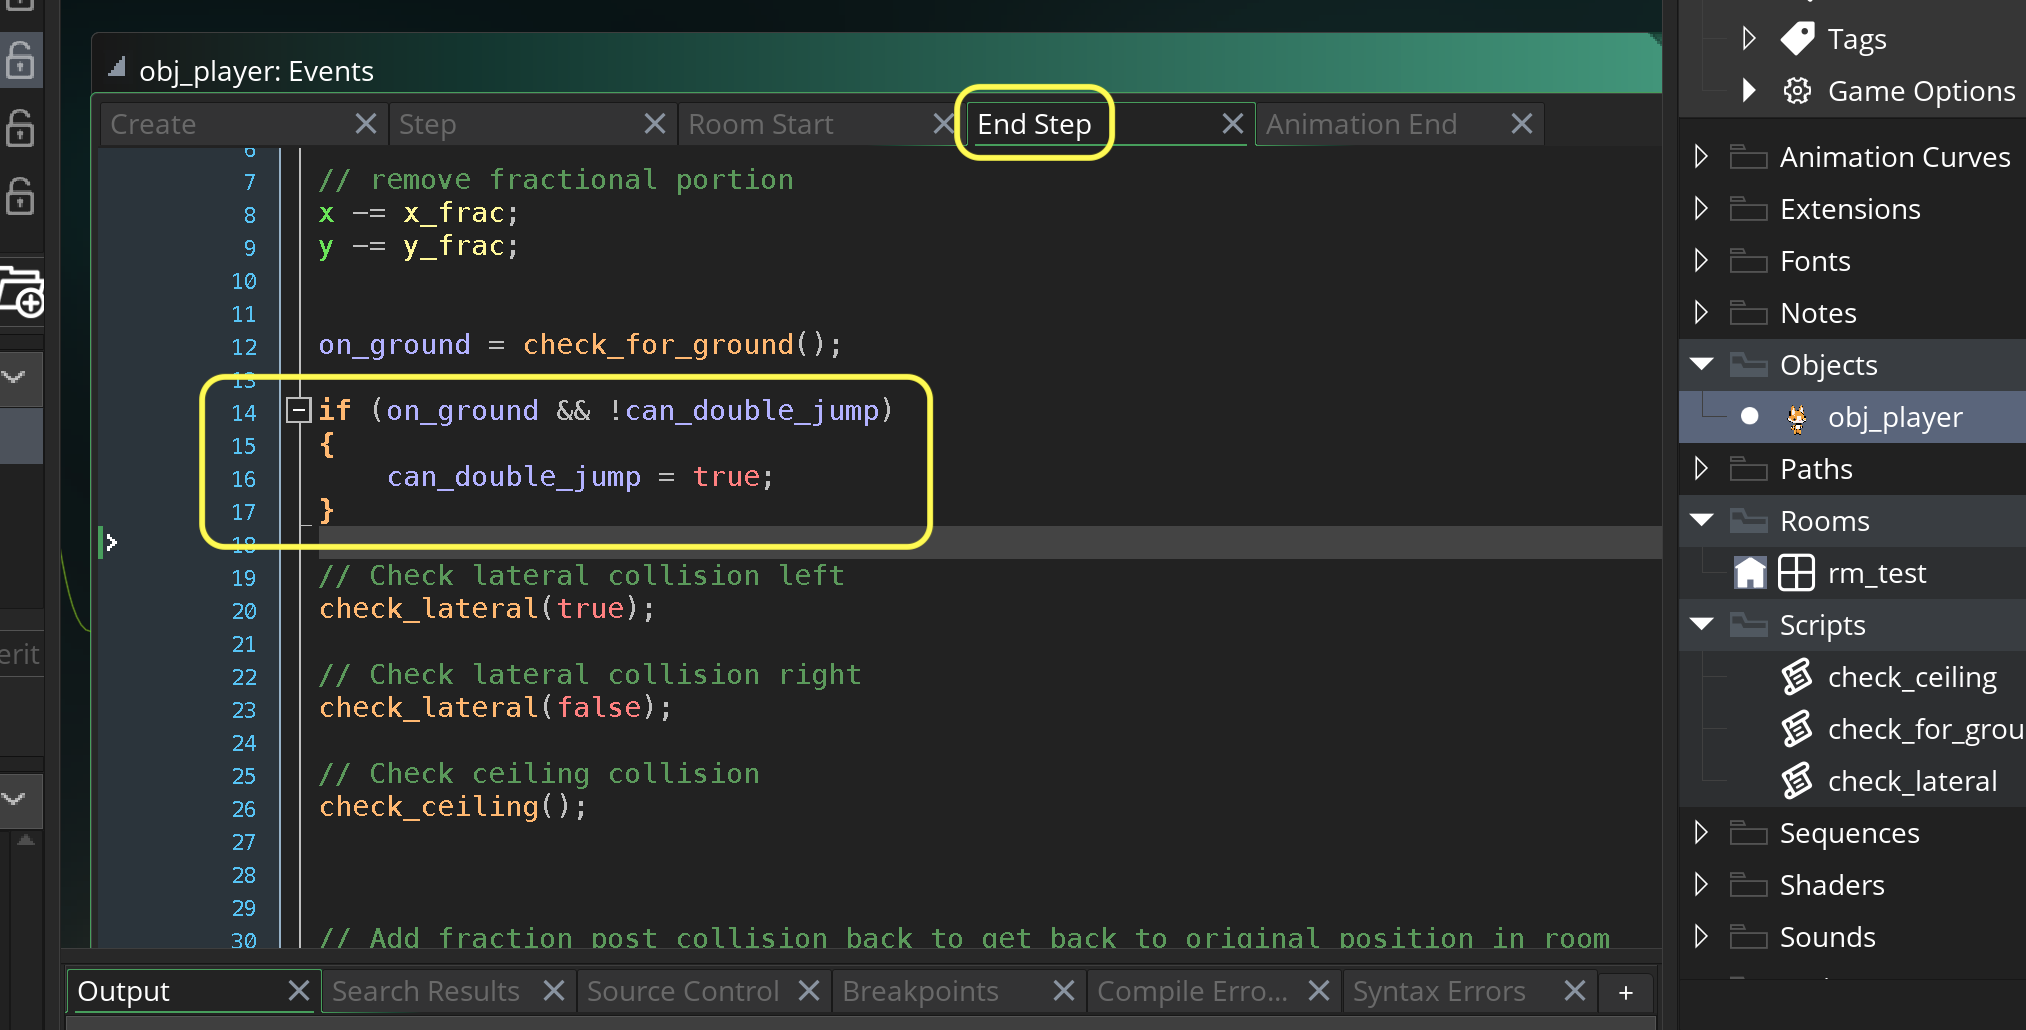 obj_player: Events
Create
Step
Room Start
End Step
Animation End
6
7 // remove fractional portion
8 x -= x_frac;
9 y -= y_frac;
10
11
12 on_ground = check_for_ground();
13
14 if (on_ground && !can_double_jump)
15 {
16 can_double_jump = true;
17 }
18
19 // Check lateral collision left
20 check_lateral(true);
21
22 // Check lateral collision right
23 check_lateral(false);
24
25 // Check ceiling collision
26 check_ceiling();
27
28
29
30 // Add fraction post collision back to get back to original position in room
erit
Output
Search Results
Source Control
Breakpoints
Compile Erro...
Syntax Errors
+
Tags
Game Options
Animation Curves
Extensions
Fonts
Notes
Objects
obj_player
Paths
Rooms
rm_test
Scripts
check_ceiling
check_for_grou
check_lateral
Sequences
Shaders
Sounds